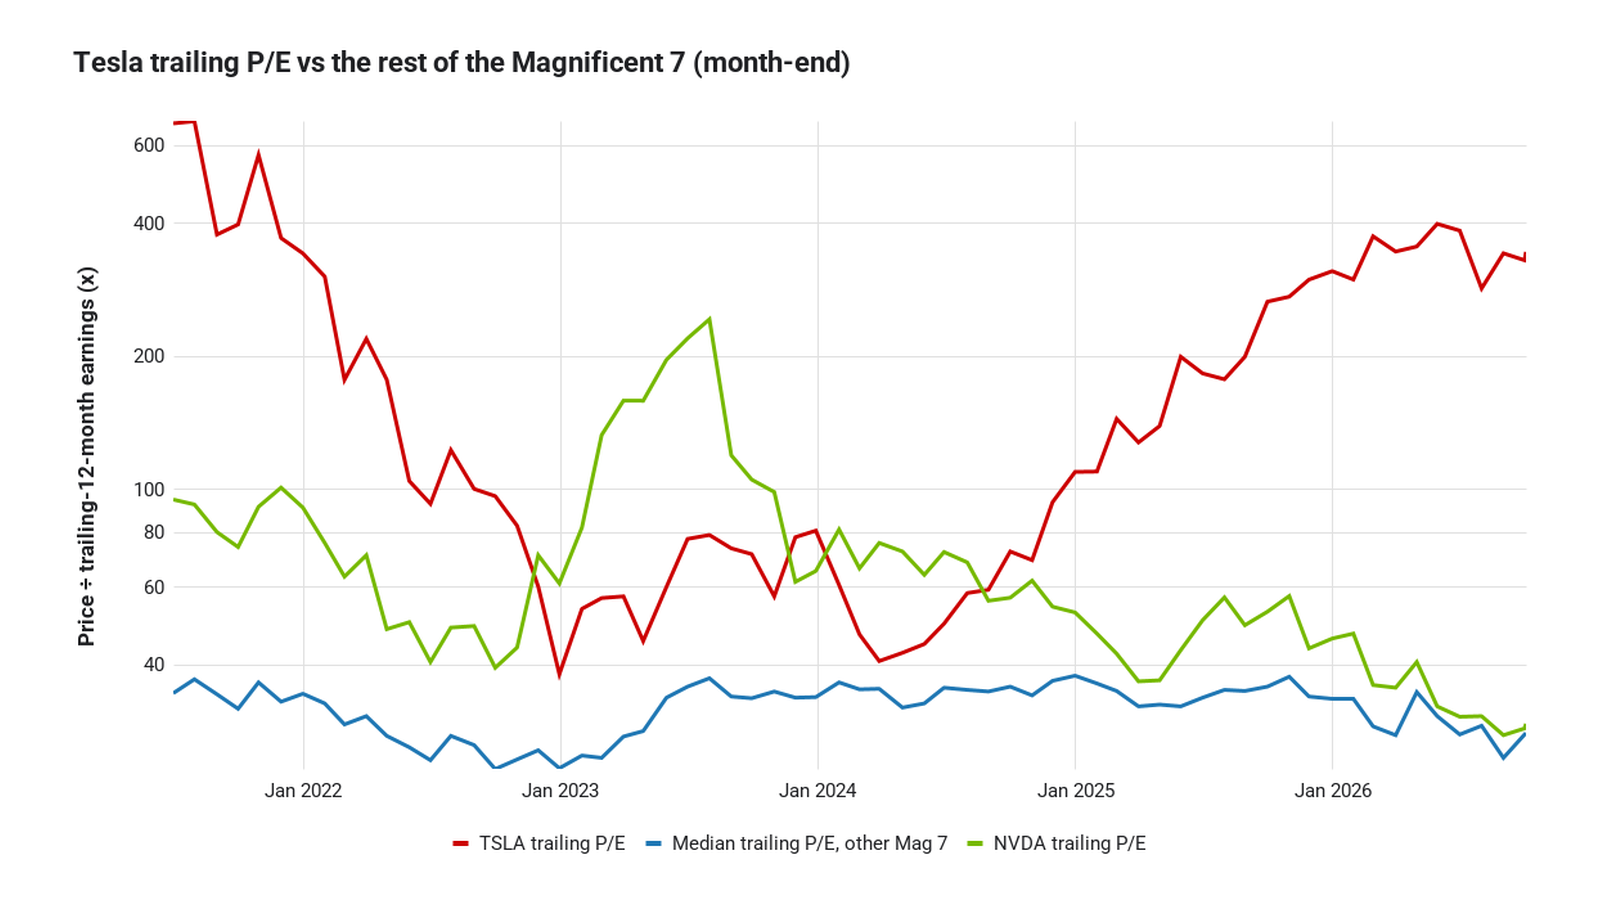 Tesla trailing P/E vs the rest of the Magnificent 7 (month-end)
Price ÷ trailing-12-month earnings (x)
600
400
200
100
80
60
40
Jan 2022
Jan 2023
Jan 2024
Jan 2025
Jan 2026
TSLA trailing P/E
Median trailing P/E, other Mag 7
NVDA trailing P/E